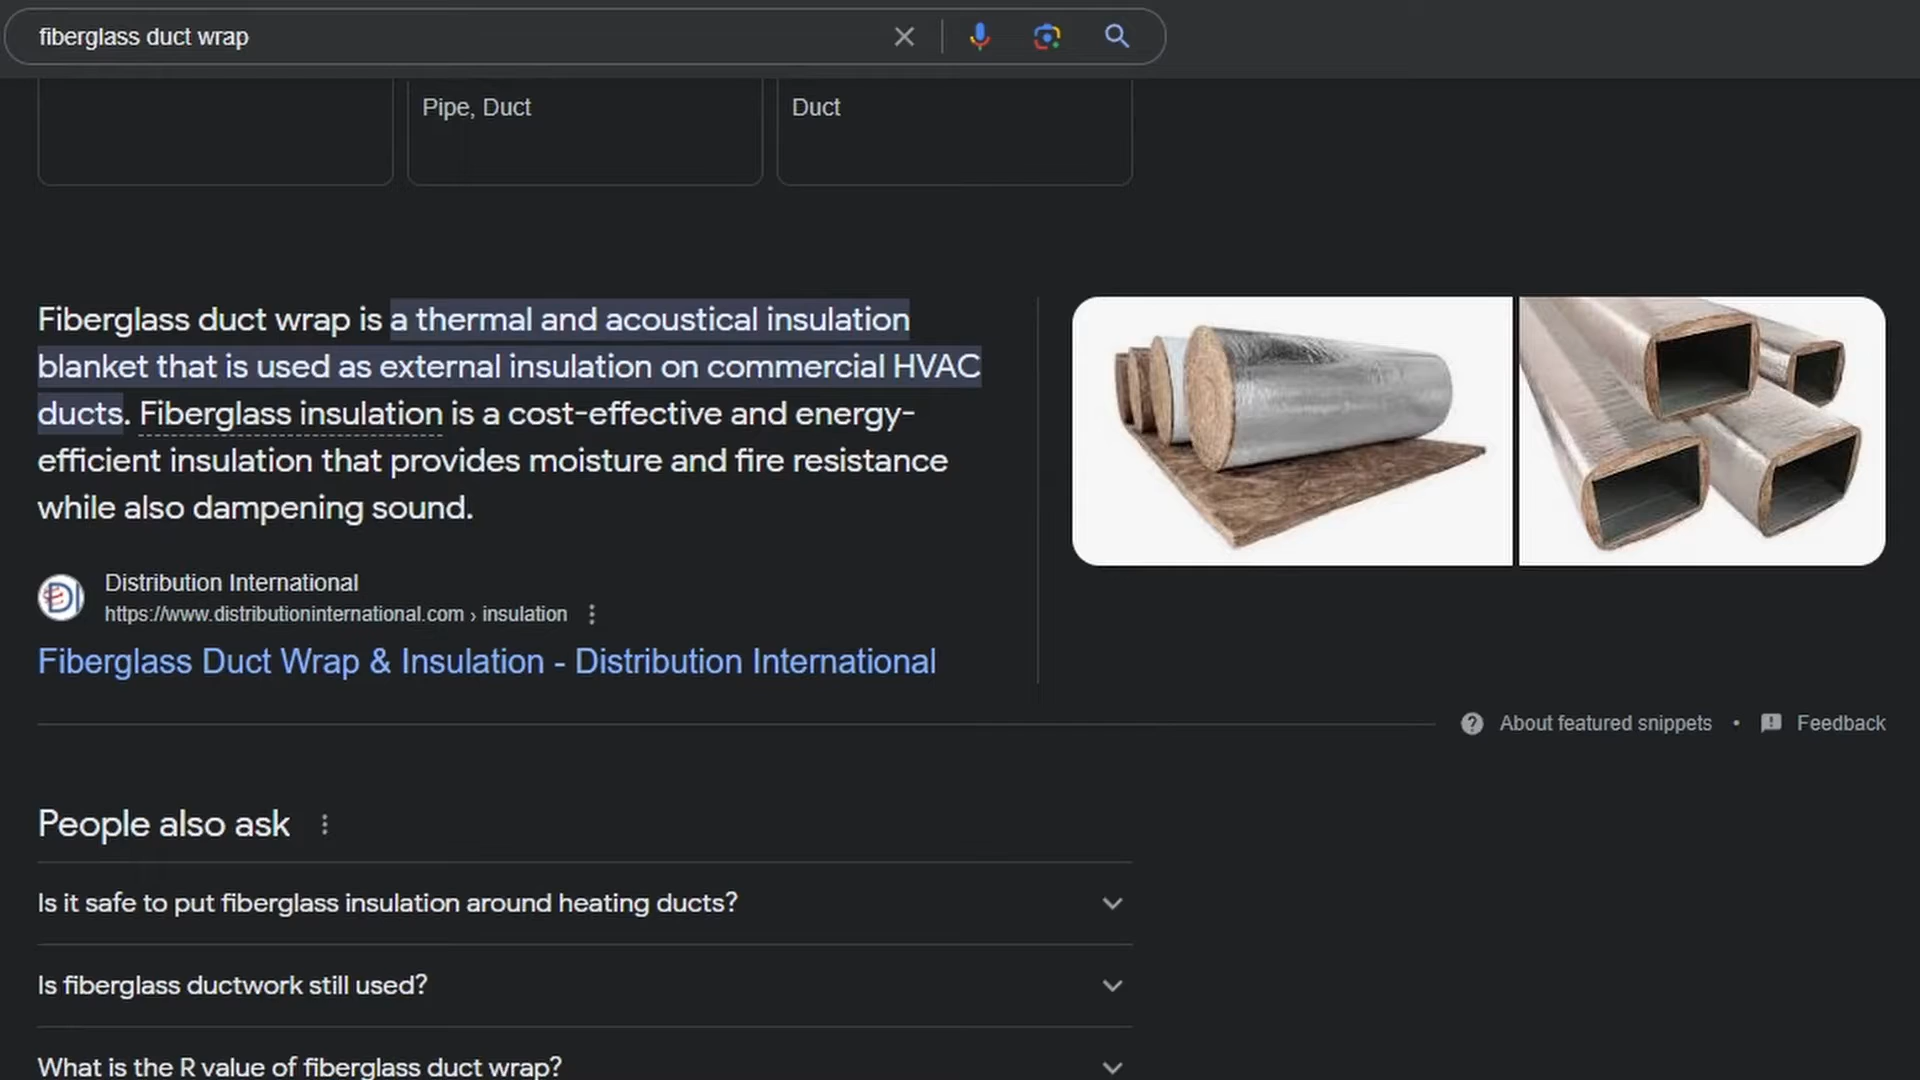 fiberglass duct wrap
Pipe, Duct
Duct
Fiberglass duct wrap is a thermal and acoustical insulation
blanket that is used as external insulation on commercial HVAC
ducts. Fiberglass insulation is a cost-effective and energy-
efficient insulation that provides moisture and fire resistance
while also dampening sound.
Distribution International
https://www.distributioninternational.com › insulation
Fiberglass Duct Wrap & Insulation - Distribution International
About featured snippets • Feedback
People also ask
Is it safe to put fiberglass insulation around heating ducts?
Is fiberglass ductwork still used?
What is the R value of fiberglass duct wrap?